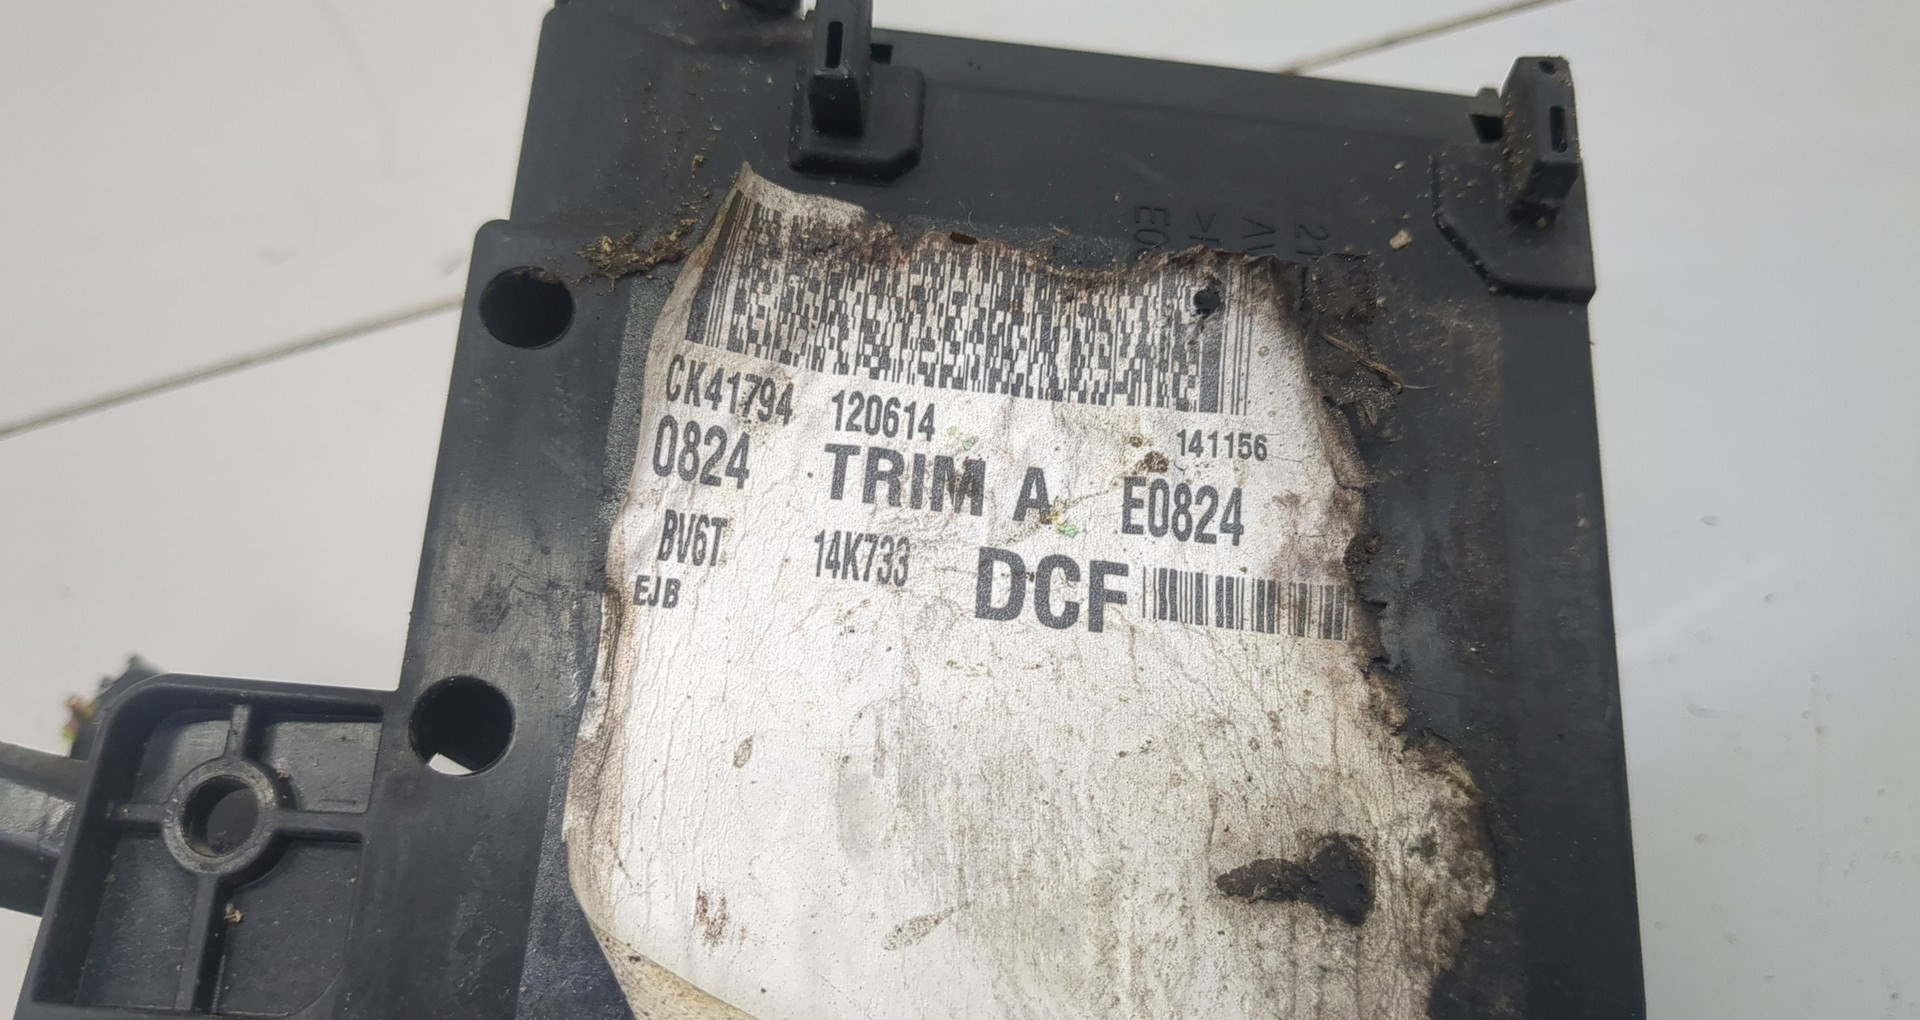 CK41794 120614 141156
0824 TRIM A E0824
BV6T 14K733 DCF
EJB